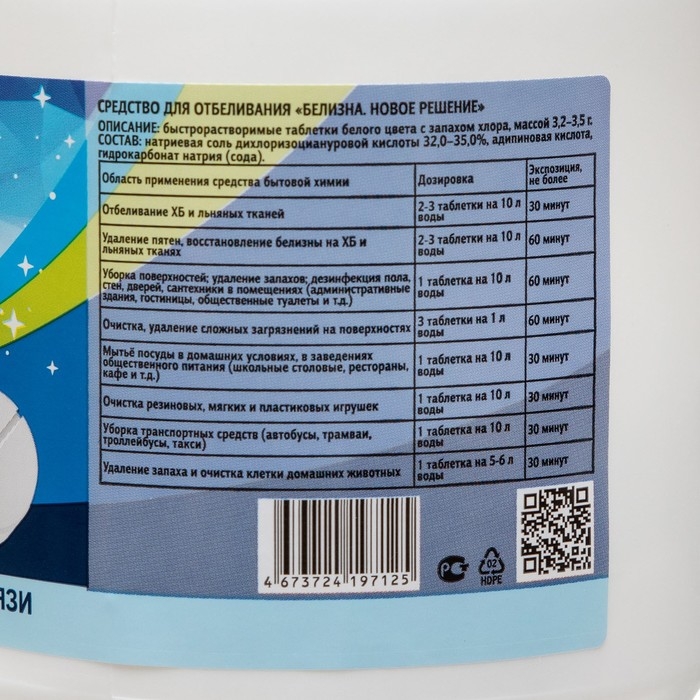 СРЕДСТВО ДЛЯ ОТБЕЛИВАНИЯ «БЕЛИЗНА. НОВОЕ РЕШЕНИЕ»
ОПИСАНИЕ: быстрорастворимые таблетки белого цвета с запахом хлора, массой 3,2–3,5 г.
СОСТАВ: натриевая соль дихлоризоциануровой кислоты 32,0–35,0%, адипиновая кислота,
гидрокарбонат натрия (сода).
Область применения средства бытовой химии
Дозировка
Экспозиция,
не более
Отбеливание ХБ и льняных тканей
2-3 таблетки на 10 л
воды
30 минут
Удаление пятен, восстановление белизны на ХБ и
льняных тканях
2-3 таблетки на 10 л
воды
60 минут
Уборка поверхностей; удаление запахов; дезинфекция пола,
стен, дверей, сантехники в помещениях (административные
здания, гостиницы, общественные туалеты и т.д.)
1 таблетка на 10 л
воды
60 минут
Очистка, удаление сложных загрязнений на поверхностях
3 таблетки на 1 л
воды
60 минут
Мытьё посуды в домашних условиях, в заведениях
общественного питания (школьные столовые, рестораны,
кафе и т.д.)
1 таблетка на 10 л
воды
30 минут
Очистка резиновых, мягких и пластиковых игрушек
1 таблетка на 10 л
воды
30 минут
Уборка транспортных средств (автобусы, трамваи,
троллейбусы, такси)
1 таблетка на 10 л
воды
30 минут
Удаление запаха и очистка клетки домашних животных
1 таблетка на 5-6 л
воды
30 минут
4 673724 197125
РСТ
02
HDPE
ЯЗИ